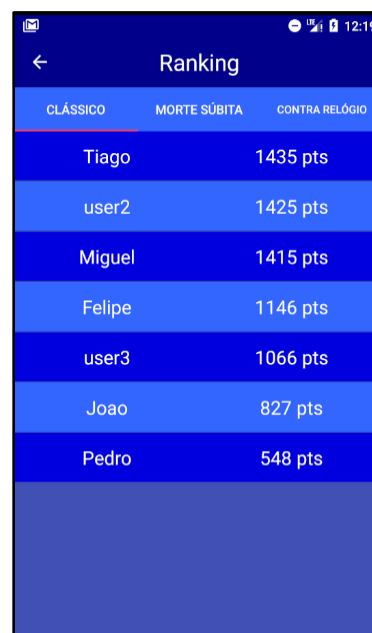 LTE 12:19
Ranking
CLÁSSICO MORTE SÚBITA CONTRA RELÓGIO
Tiago 1435 pts
user2 1425 pts
Miguel 1415 pts
Felipe 1146 pts
user3 1066 pts
Joao 827 pts
Pedro 548 pts